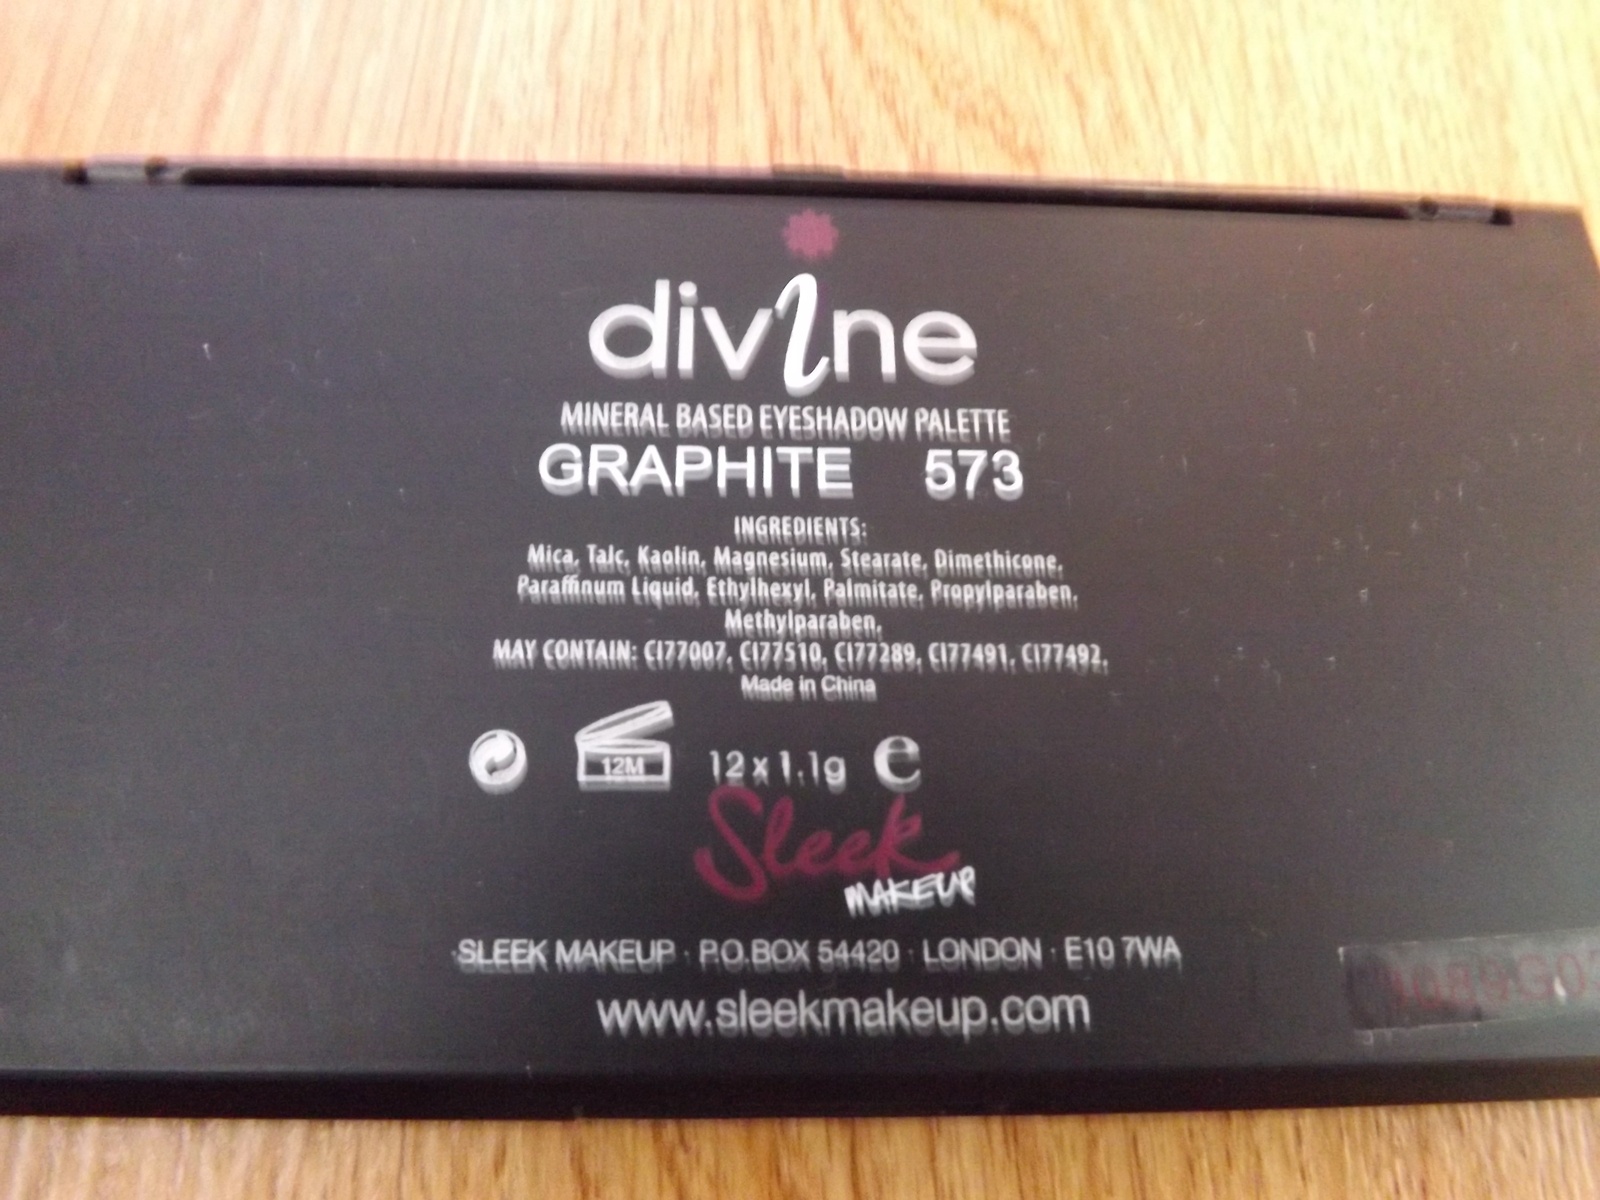 divine
MINERAL BASED EYESHADOW PALETTE
GRAPHITE 573
INGREDIENTS:
Mica, Talc, Kaolin, Magnesium, Stearate, Dimethicone,
Paraffinum Liquid, Ethylhexyl, Palmitate, Propylparaben,
Methylparaben,
MAY CONTAIN: CI77007, CI77510, CI77289, CI77491, CI77492,
Made in China
12M 12 x 1.1g e
Sleek
MAKEUP
SLEEK MAKEUP · P.O.BOX 54420 · LONDON · E10 7WA
www.sleekmakeup.com